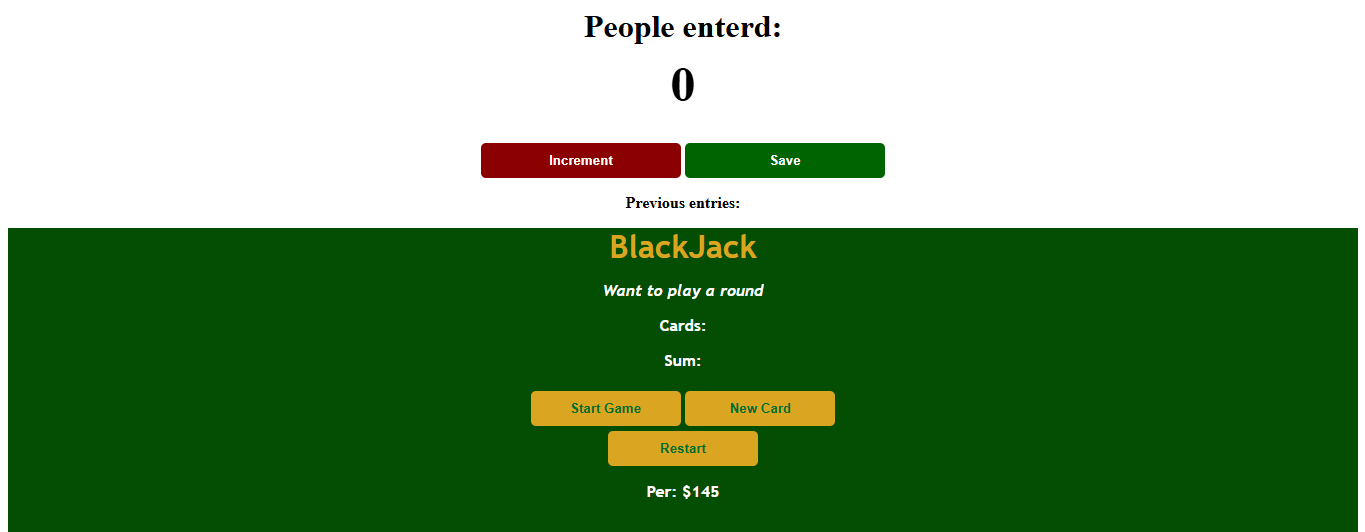 People enterd:
0
Increment Save
Previous entries:
BlackJack
Want to play a round
Cards:
Sum:
Start Game New Card
Restart
Per: $145